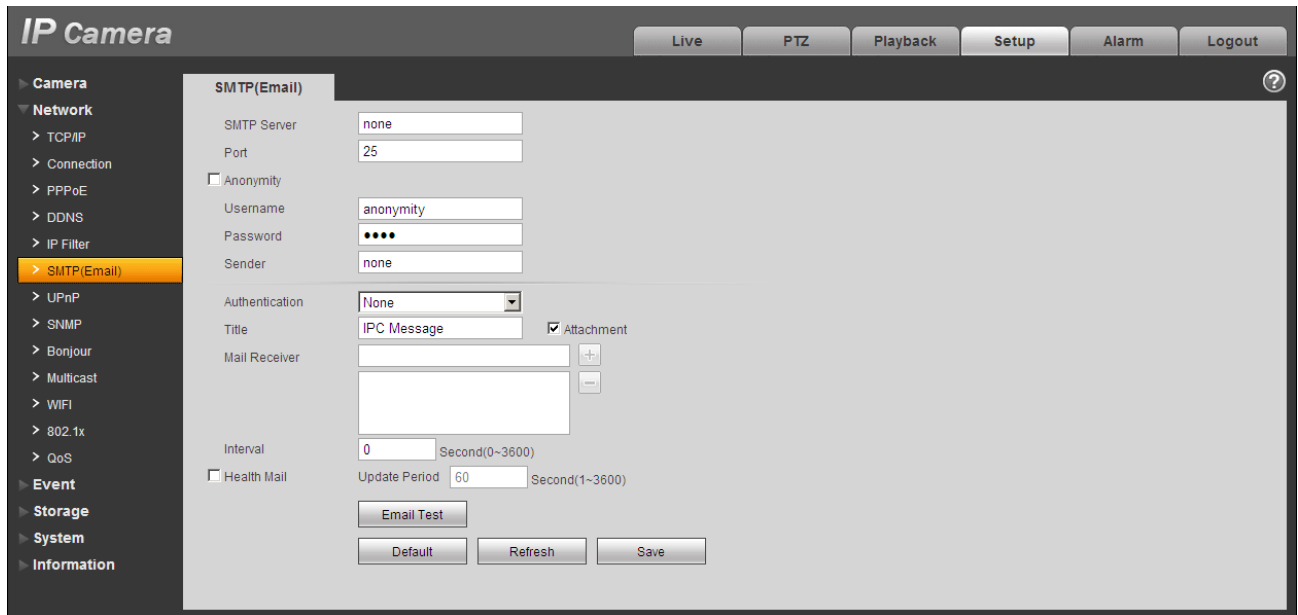 IP Camera
Live PTZ Playback Setup Alarm Logout
Camera
Network
> TCP/IP
> Connection
> PPPoE
> DDNS
> IP Filter
> SMTP(Email)
> UPnP
> SNMP
> Bonjour
> Multicast
> WIFI
> 802.1x
> QoS
Event
Storage
System
Information
SMTP(Email)
?
SMTP Server none
Port 25
Anonymity
Username anonymity
Password ••••
Sender none
Authentication None
Title IPC Message Attachment
Mail Receiver +
—
Interval 0 Second(0~3600)
Health Mail Update Period 60 Second(1~3600)
Email Test
Default Refresh Save